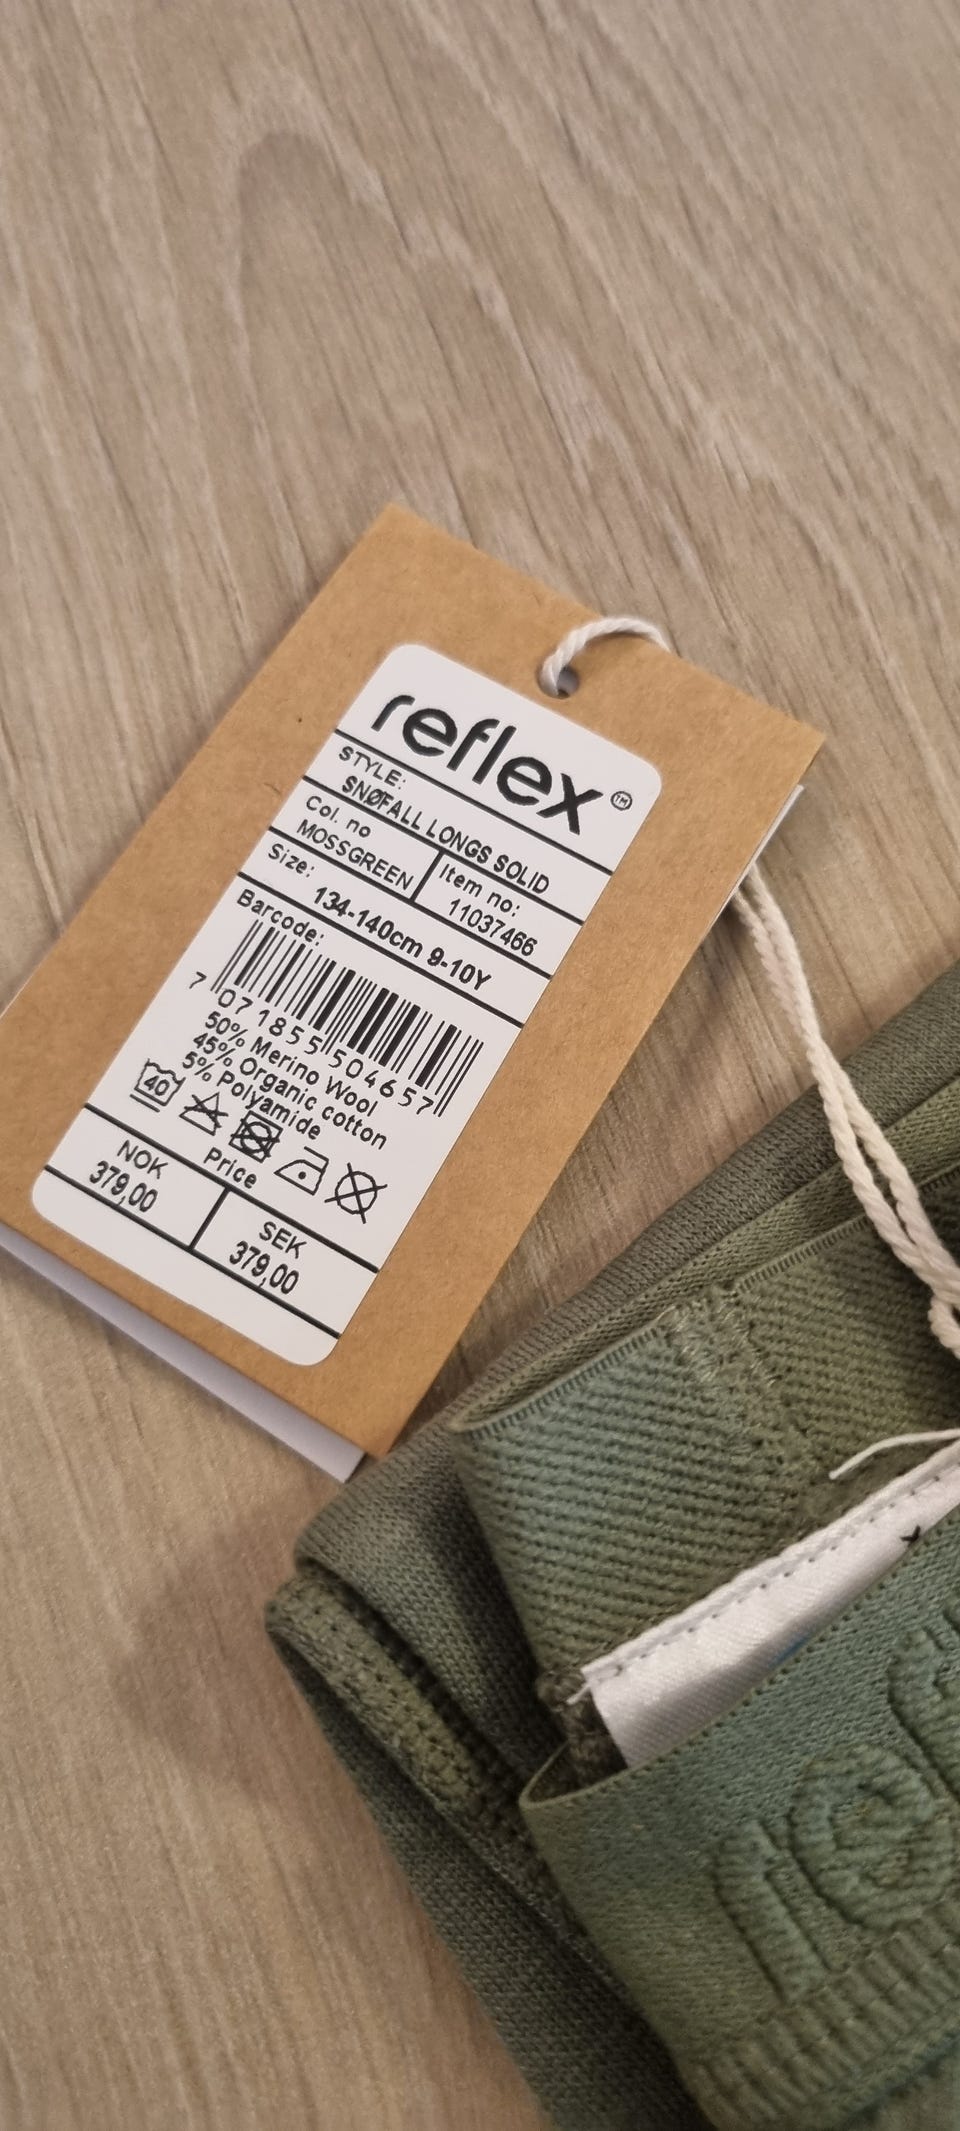 reflex™
STYLE:
SNØFALL LONGS SOLID
Col. no
MOSSGREEN
Item no:
11037466
Size:
134-140cm 9-10Y
Barcode:
7 071855 504657
50% Merino Wool
45% Organic cotton
5% Polyamide
40
Price
NOK
379,00
SEK
379,00